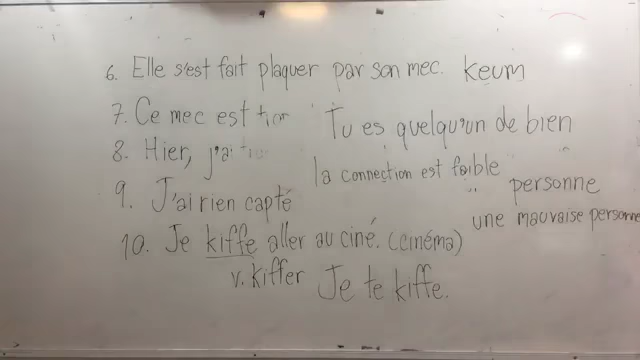 6. Elle s'est fait plaquer par son mec. keum
7. Ce mec est
Tu es quelqu'un de bien
8. Hier, j'ai
la connection est faible
personne
9. J'ai rien capté
une mauvaise personne
10. Je kiffe aller au ciné. (cinéma)
v. kiffer Je te kiffe.